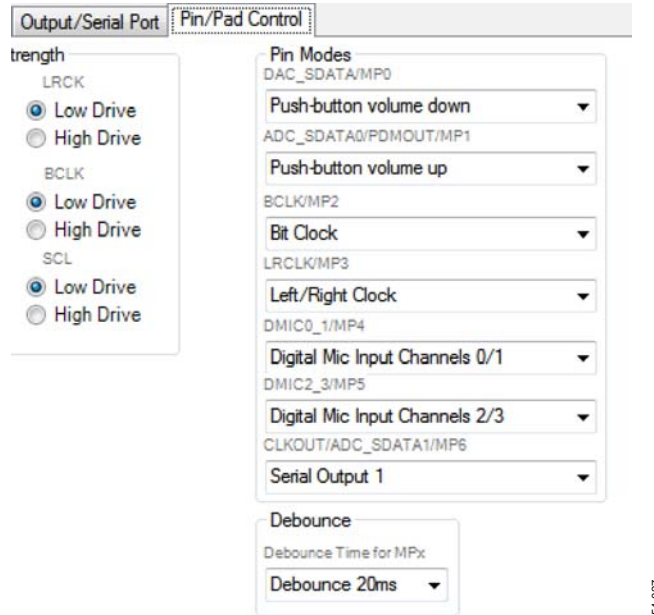 Output/Serial Port
Pin/Pad Control
trength
LRCK
Low Drive
High Drive
BCLK
Low Drive
High Drive
SCL
Low Drive
High Drive
Pin Modes
DAC_SDATA/MP0
Push-button volume down
ADC_SDATA0/PDMOUT/MP1
Push-button volume up
BCLK/MP2
Bit Clock
LRCLK/MP3
Left/Right Clock
DMIC0_1/MP4
Digital Mic Input Channels 0/1
DMIC2_3/MP5
Digital Mic Input Channels 2/3
CLKOUT/ADC_SDATA1/MP6
Serial Output 1
Debounce
Debounce Time for MPx
Debounce 20ms